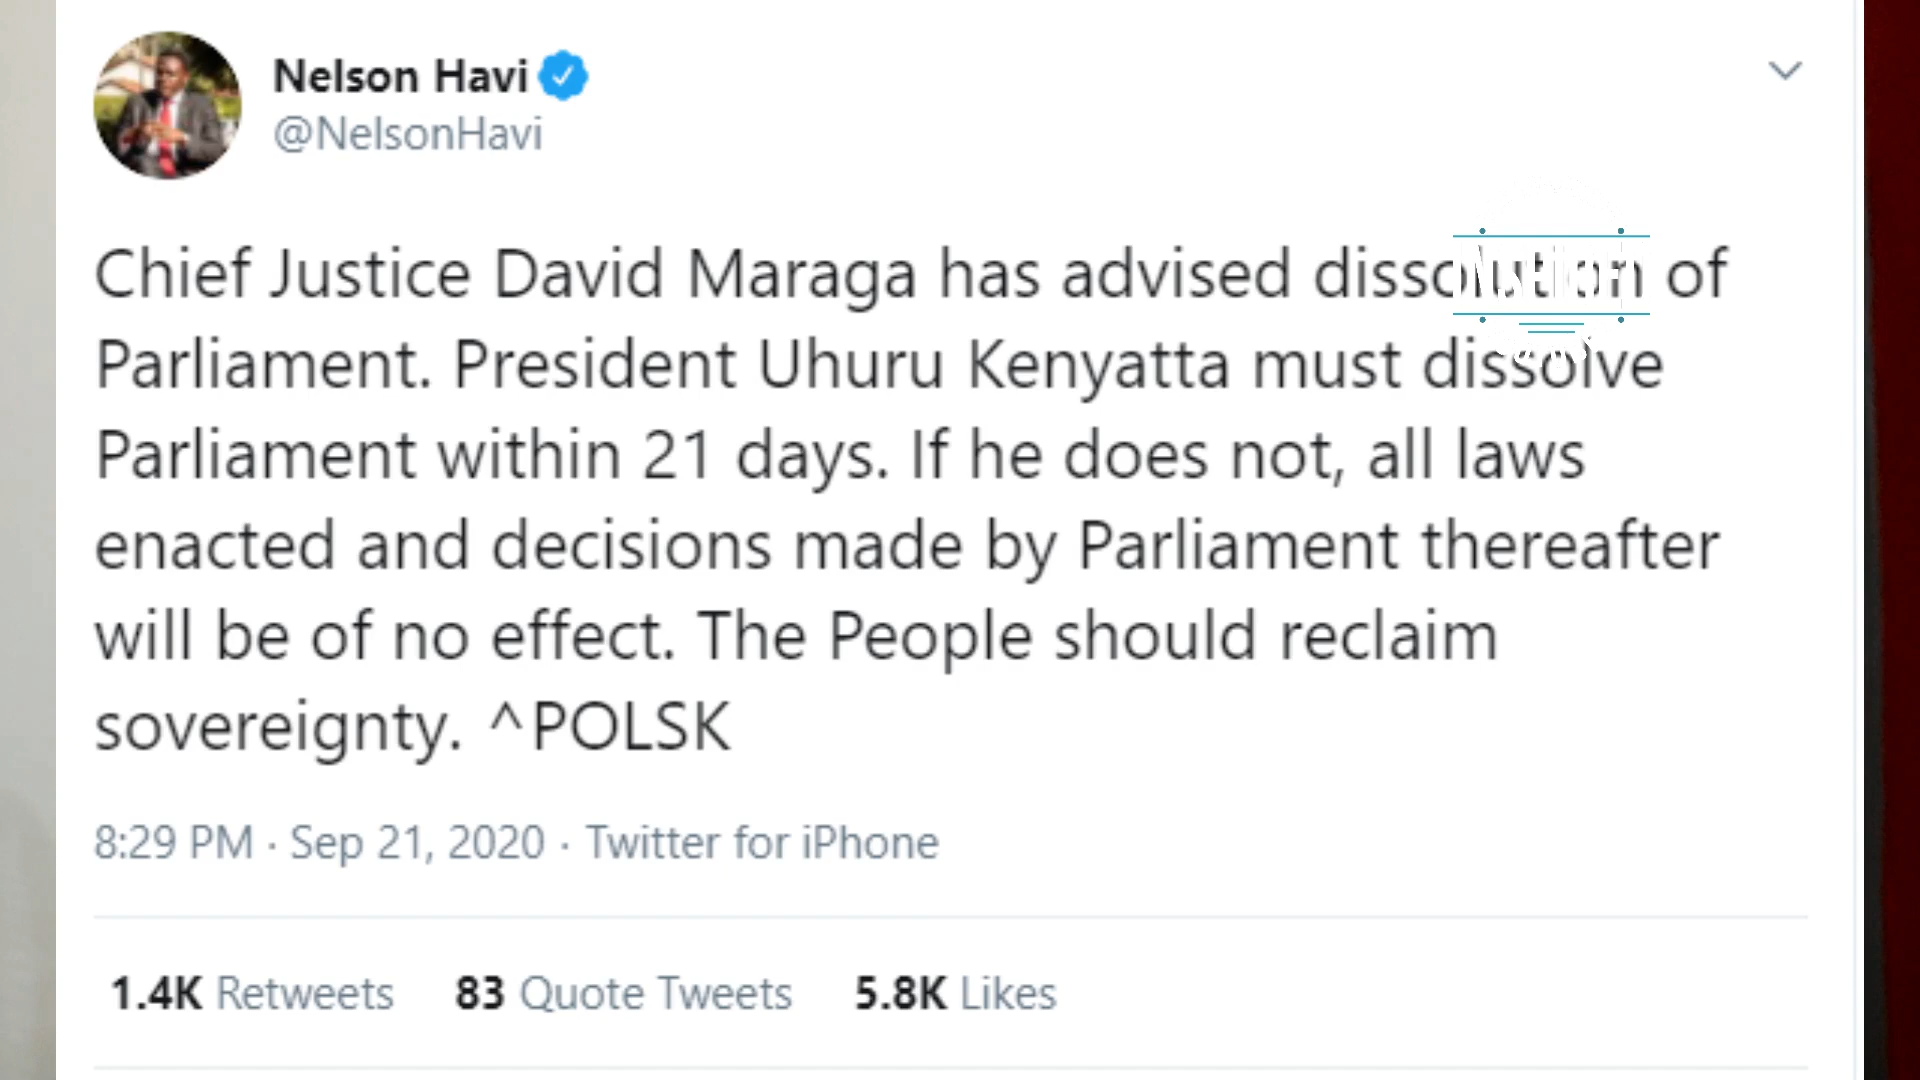 Nelson Havi
@NelsonHavi
Chief Justice David Maraga has advised dissolution of
Parliament. President Uhuru Kenyatta must dissolve
Parliament within 21 days. If he does not, all laws
enacted and decisions made by Parliament thereafter
will be of no effect. The People should reclaim
sovereignty. ^POLSK
8:29 PM · Sep 21, 2020 · Twitter for iPhone
1.4K Retweets 83 Quote Tweets 5.8K Likes